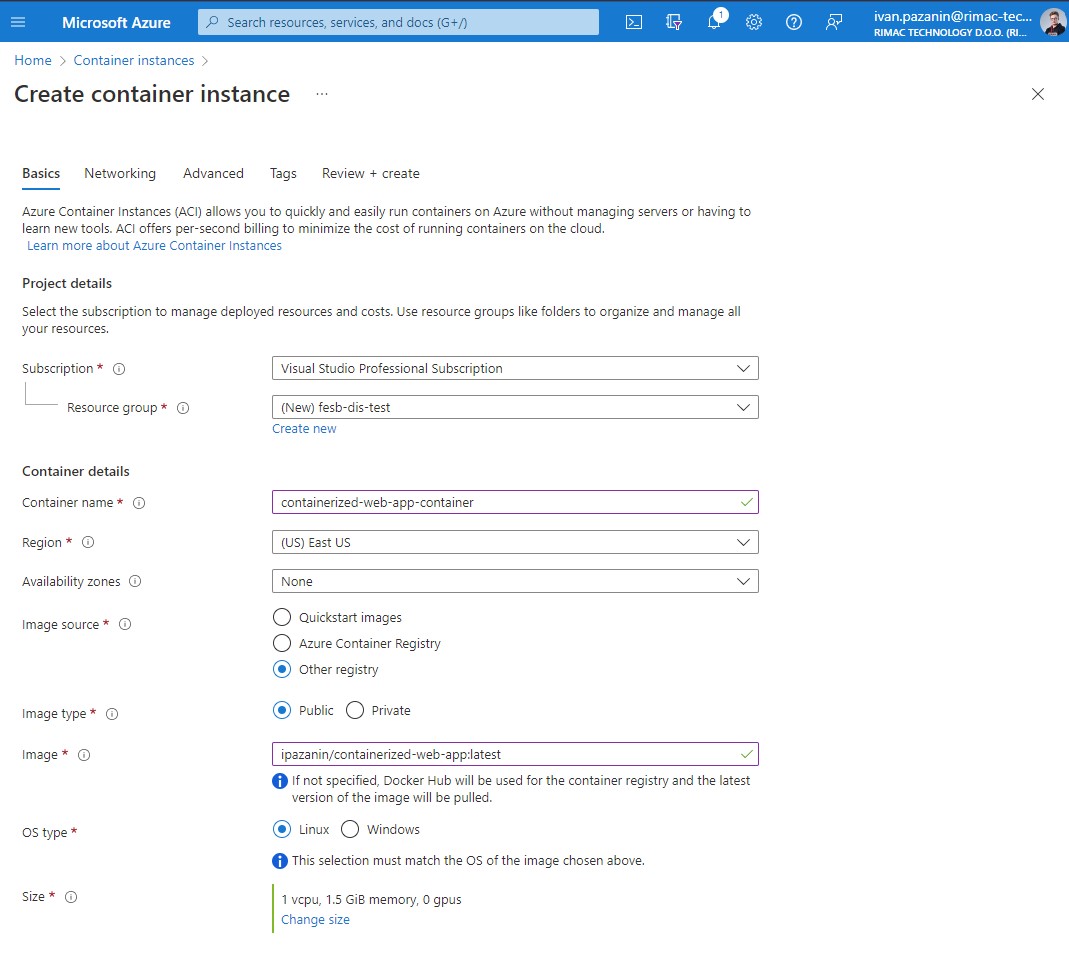 Microsoft Azure
Search resources, services, and docs (G+/)
1
ivan.pazanin@rimac-tec...
RIMAC TECHNOLOGY D.O.O. (RI...
Home > Container instances >
Create container instance ...
Basics Networking Advanced Tags Review + create
Azure Container Instances (ACI) allows you to quickly and easily run containers on Azure without managing servers or having to
learn new tools. ACI offers per-second billing to minimize the cost of running containers on the cloud.
Learn more about Azure Container Instances
Project details
Select the subscription to manage deployed resources and costs. Use resource groups like folders to organize and manage all
your resources.
Subscription * Visual Studio Professional Subscription
Resource group * (New) fesb-dis-test
Create new
Container details
Container name * containerized-web-app-container
Region * (US) East US
Availability zones None
Image source * Quickstart images
Azure Container Registry
Other registry
Image type * Public Private
Image * ipazanin/containerized-web-app:latest
If not specified, Docker Hub will be used for the container registry and the latest
version of the image will be pulled.
OS type * Linux Windows
This selection must match the OS of the image chosen above.
Size * 1 vcpu, 1.5 GiB memory, 0 gpus
Change size